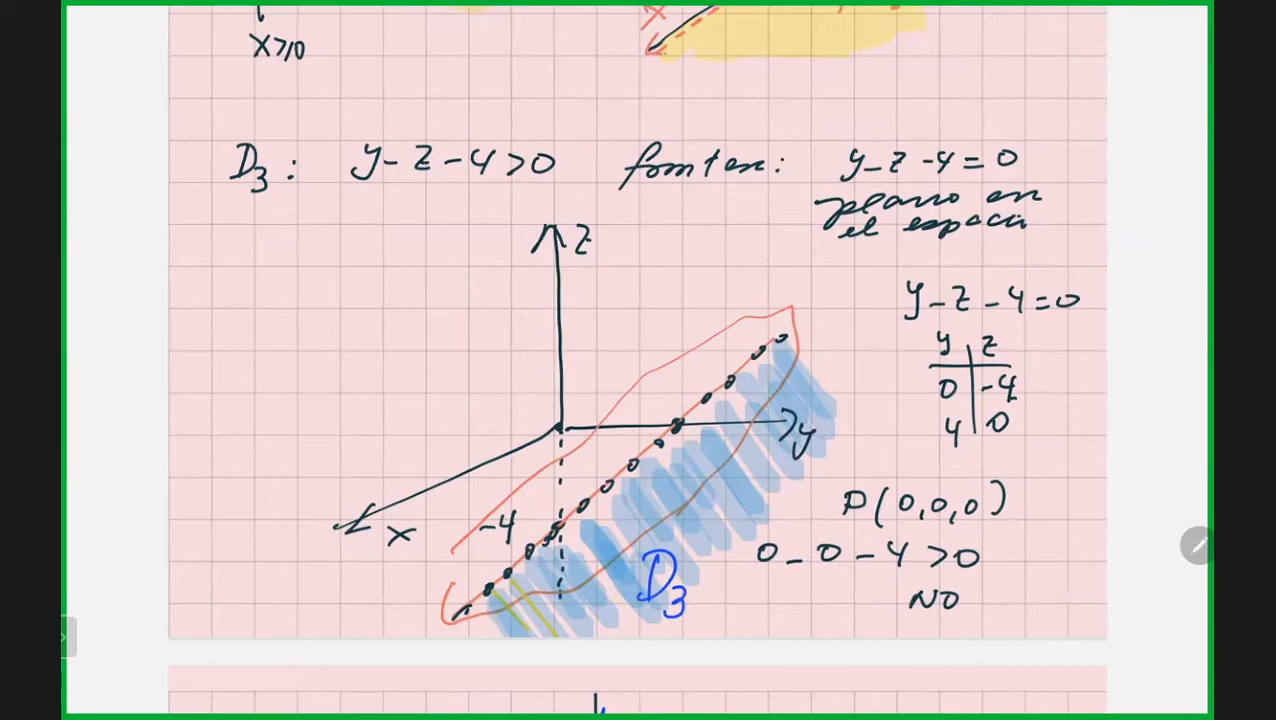 x>/0
x
D3: y-z-4>0 frontera: y-z-4=0
plano en
el espacio
z
y-z-4=0
y z
0 -4
4 0
y
-4
x
P(0,0,0)
0-0-4>0
NO
D3